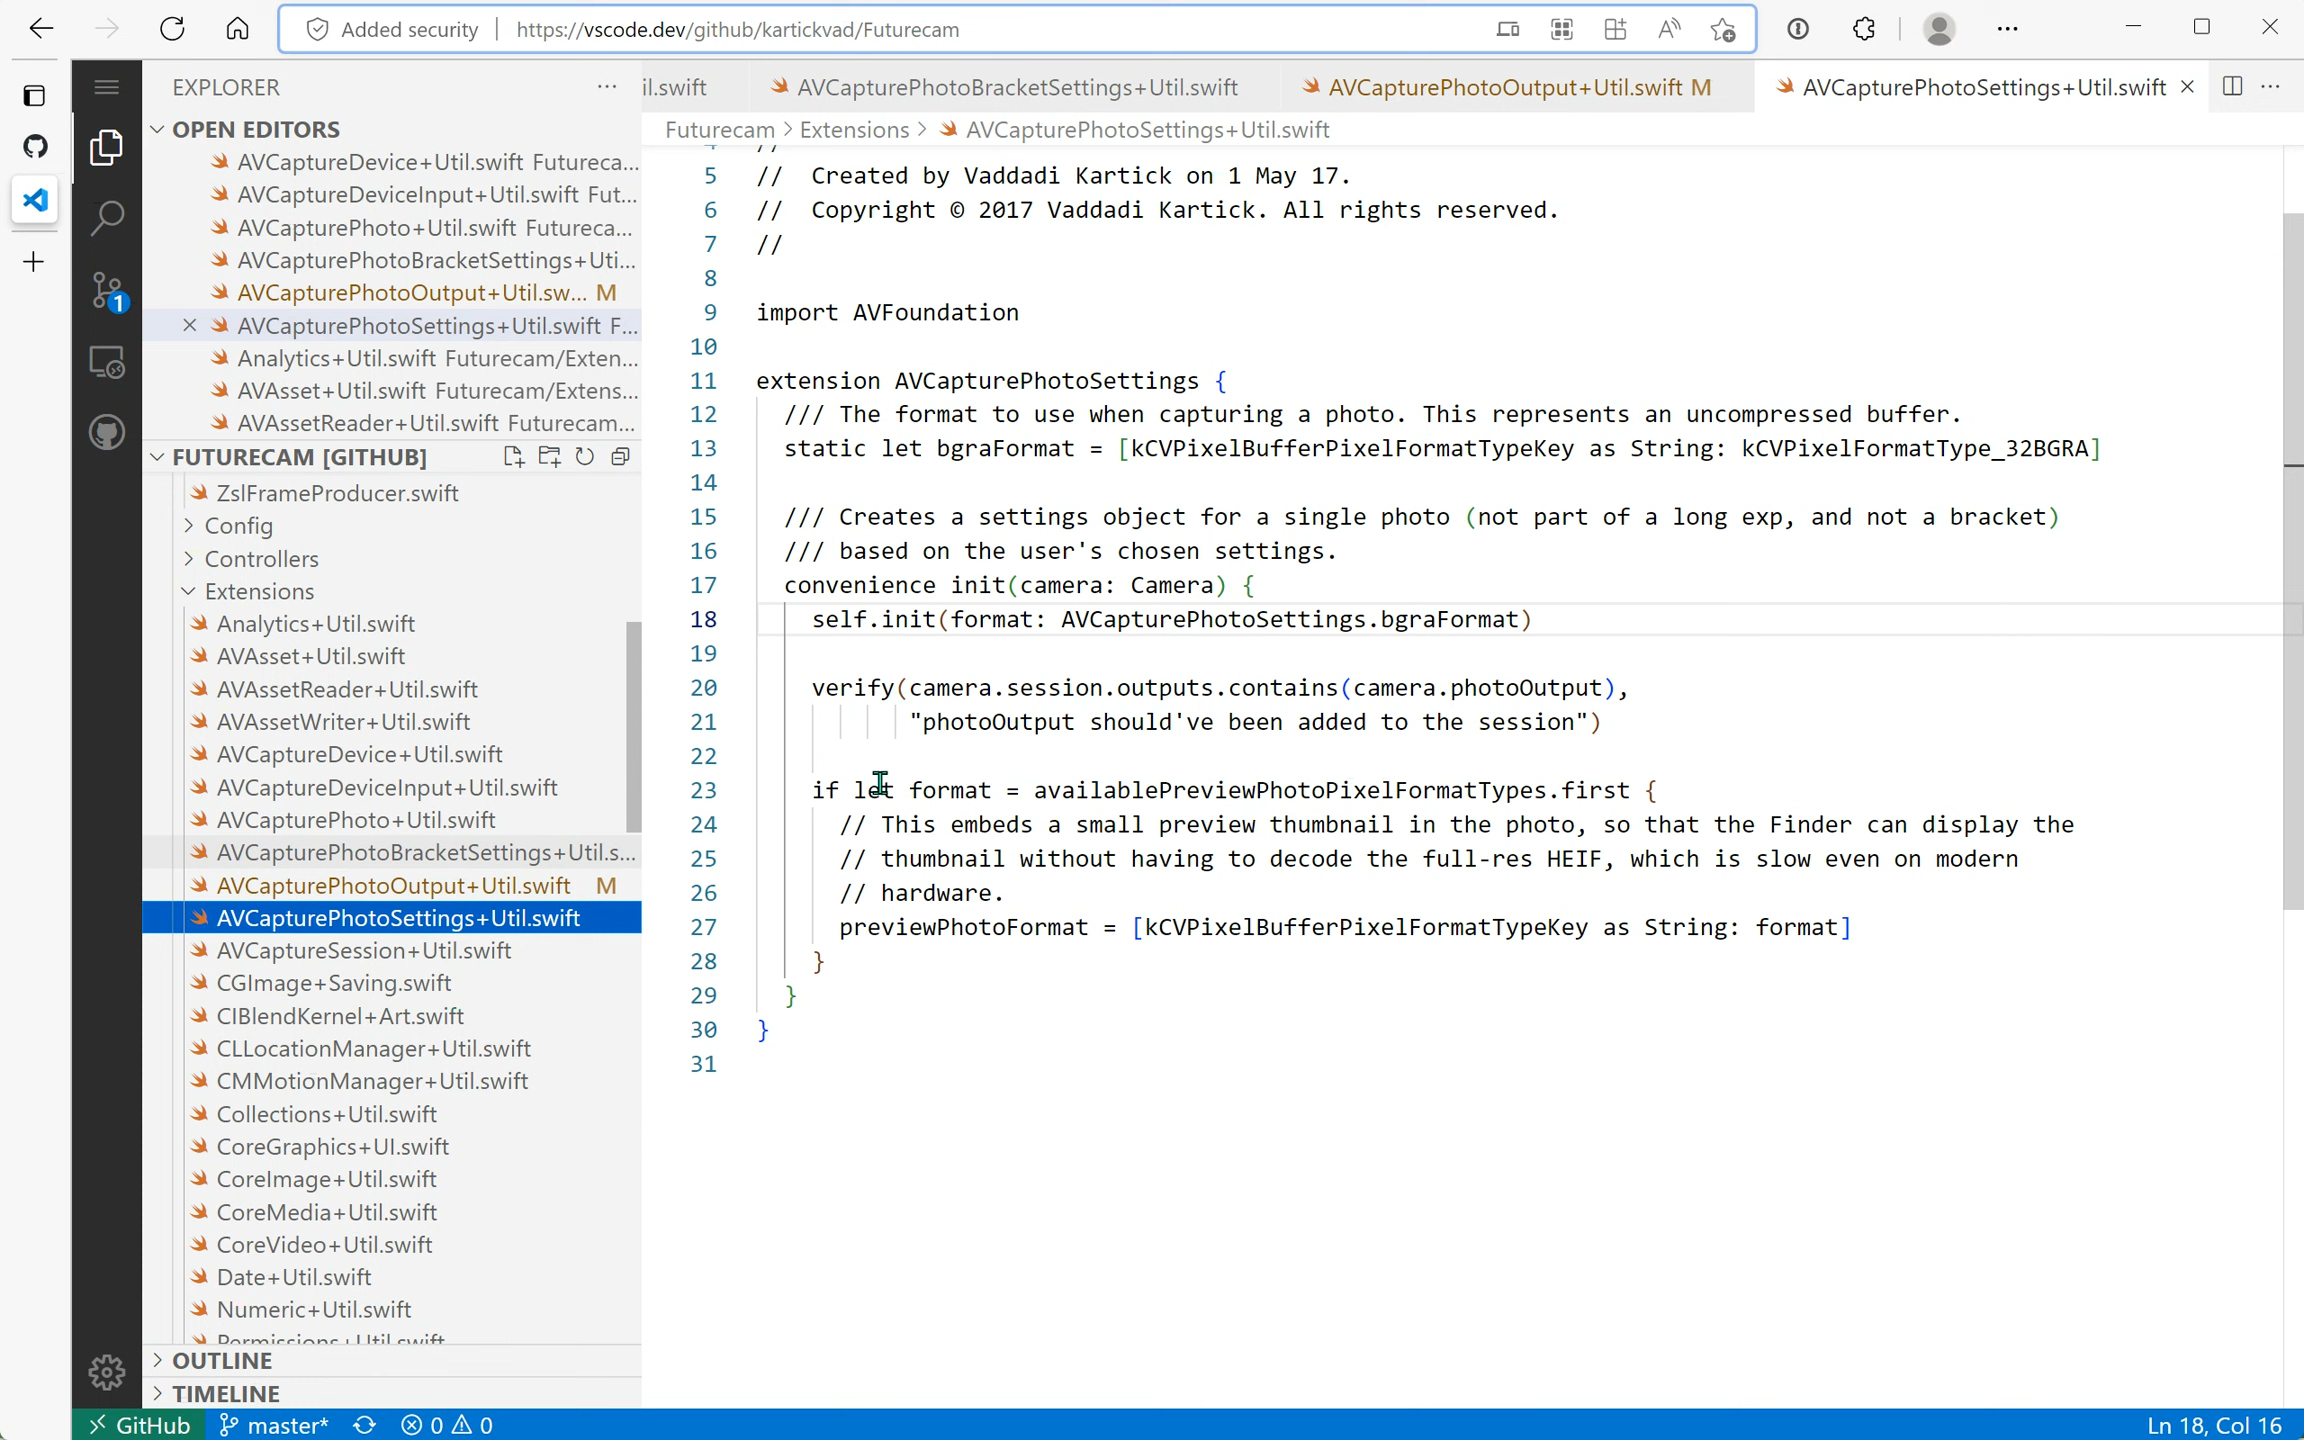 Added security
https://vscode.dev/github/kartickvad/Futurecam
EXPLORER
OPEN EDITORS
AVCaptureDevice+Util.swift Futureca...
AVCaptureDeviceInput+Util.swift Fut...
AVCapturePhoto+Util.swift Futureca...
AVCapturePhotoBracketSettings+Uti...
AVCapturePhotoOutput+Util.sw... M
AVCapturePhotoSettings+Util.swift F...
Analytics+Util.swift Futurecam/Exten...
AVAsset+Util.swift Futurecam/Extens...
AVAssetReader+Util.swift Futurecam...
FUTURECAM [GITHUB]
ZslFrameProducer.swift
Config
Controllers
Extensions
Analytics+Util.swift
AVAsset+Util.swift
AVAssetReader+Util.swift
AVAssetWriter+Util.swift
AVCaptureDevice+Util.swift
AVCaptureDeviceInput+Util.swift
AVCapturePhoto+Util.swift
AVCapturePhotoBracketSettings+Util.s...
AVCapturePhotoOutput+Util.swift M
AVCapturePhotoSettings+Util.swift
AVCaptureSession+Util.swift
CGImage+Saving.swift
CIBlendKernel+Art.swift
CLLocationManager+Util.swift
CMMotionManager+Util.swift
Collections+Util.swift
CoreGraphics+UI.swift
CoreImage+Util.swift
CoreMedia+Util.swift
CoreVideo+Util.swift
Date+Util.swift
Numeric+Util.swift
Permissions+Util.swift
OUTLINE
TIMELINE
1
il.swift
AVCapturePhotoBracketSettings+Util.swift
AVCapturePhotoOutput+Util.swift M
AVCapturePhotoSettings+Util.swift
Futurecam > Extensions > AVCapturePhotoSettings+Util.swift
4 //
5 // Created by Vaddadi Kartick on 1 May 17.
6 // Copyright © 2017 Vaddadi Kartick. All rights reserved.
7 //
8
9 import AVFoundation
10
11 extension AVCapturePhotoSettings {
12 /// The format to use when capturing a photo. This represents an uncompressed buffer.
13 static let bgraFormat = [kCVPixelBufferPixelFormatTypeKey as String: kCVPixelFormatType_32BGRA]
14
15 /// Creates a settings object for a single photo (not part of a long exp, and not a bracket)
16 /// based on the user's chosen settings.
17 convenience init(camera: Camera) {
18 self.init(format: AVCapturePhotoSettings.bgraFormat)
19
20 verify(camera.session.outputs.contains(camera.photoOutput),
21 "photoOutput should've been added to the session")
22
23 if let format = availablePreviewPhotoPixelFormatTypes.first {
24 // This embeds a small preview thumbnail in the photo, so that the Finder can display the
25 // thumbnail without having to decode the full-res HEIF, which is slow even on modern
26 // hardware.
27 previewPhotoFormat = [kCVPixelBufferPixelFormatTypeKey as String: format]
28 }
29 }
30 }
31
GitHub
master*
0
0
Ln 18, Col 16